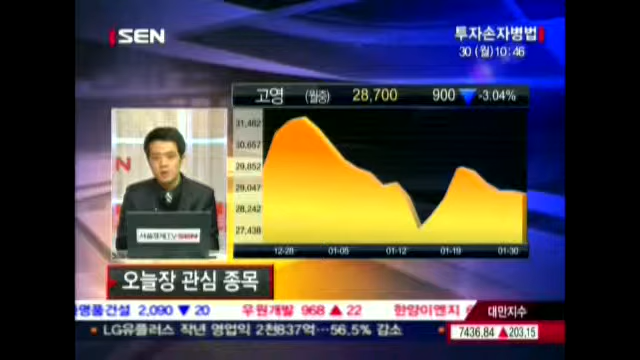 SEN
투자손자병법
30 (월)10:46
고영 (월중) 28,700 900 ▼ -3.04%
31,462
30,657
29,852
29,047
28,242
27,438
12-28 01-05 01-12 01-19 01-30
서울경제TV SEN
오늘장 관심 종목
명품건설 2,090 ▼ 20 우원개발 968 ▲ 22 한양이엔지
대만지수
LG유플러스 작년 영업익 2천837억…56.5% 감소
7436,84 ▲203,15